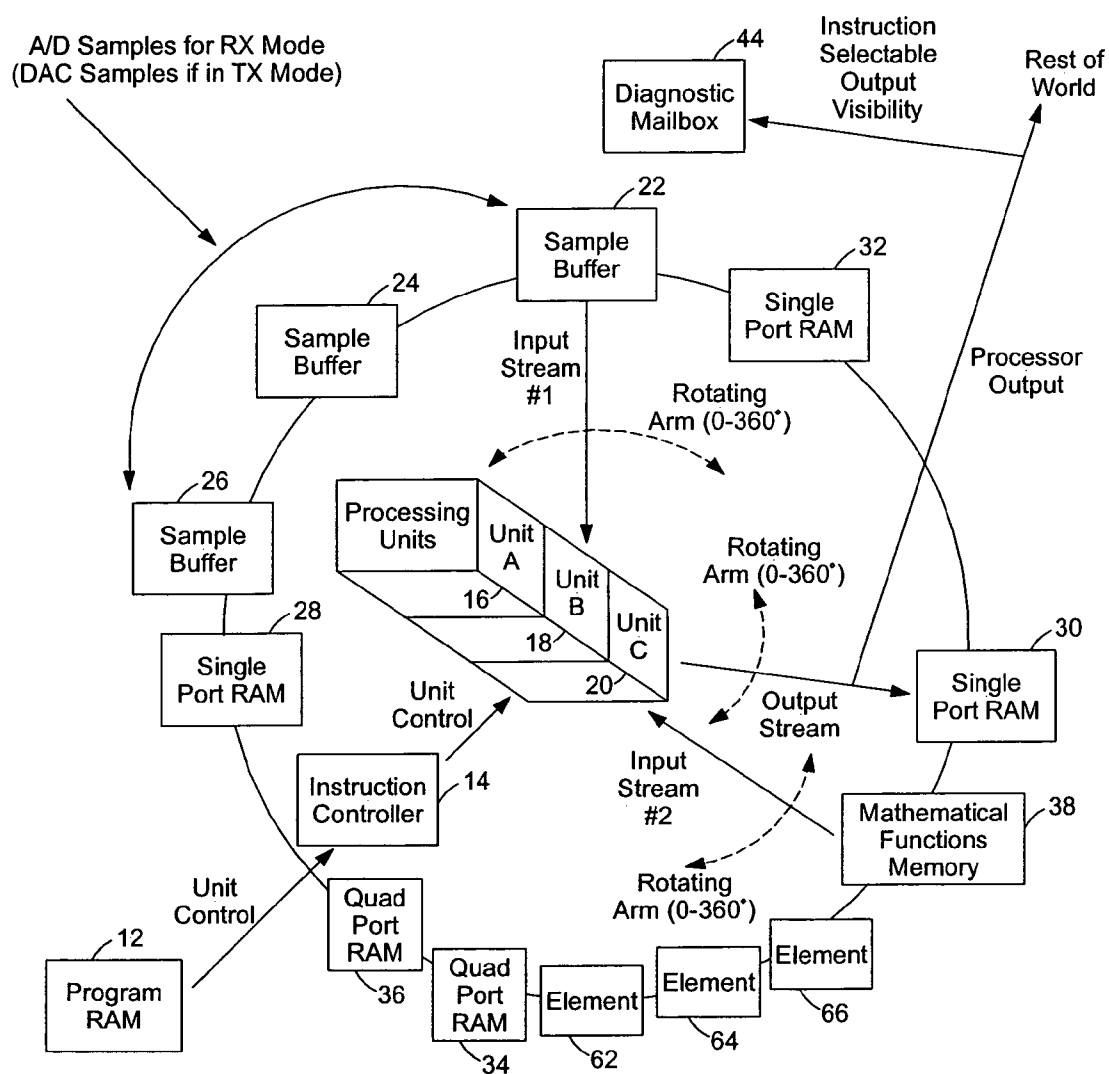 A/D Samples for RX Mode
(DAC Samples if in TX Mode)
44
Diagnostic
Mailbox
Instruction
Selectable
Output
Visibility
Rest of
World
22
Sample
Buffer
32
Single
Port RAM
24
Sample
Buffer
Input
Stream
#1
Processor
Output
Rotating
Arm (0-360°)
26
Sample
Buffer
Processing
Units
Unit
A
Unit
B
Unit
C
16
18
20
Rotating
Arm (0-360°)
28
Single
Port RAM
30
Single
Port RAM
Unit
Control
Output
Stream
Instruction
Controller
14
Input
Stream
#2
Mathematical
Functions
Memory
38
Unit
Control
Rotating
Arm (0-360°)
12
Program
RAM
Quad
Port
RAM
36
Quad
Port
RAM
34
Element
62
Element
64
Element
66